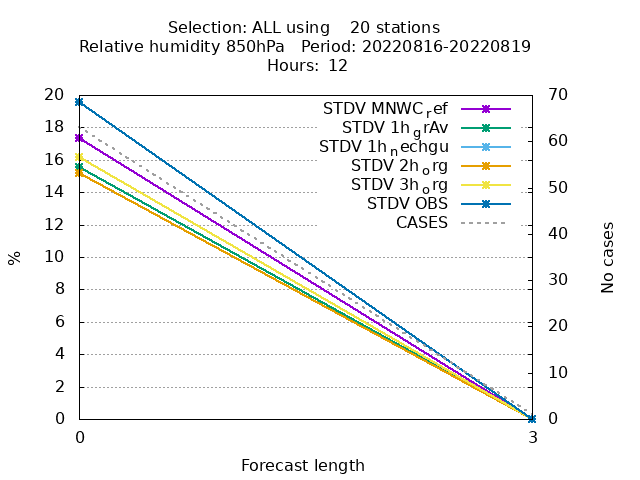 Selection: ALL using    20 stations
Relative humidity 850hPa   Period: 20220816-20220819
Hours: 12
STDV MNWC_ref
STDV 1h_grAv
STDV 1h_nechgu
STDV 2h_org
STDV 3h_org
STDV OBS
CASES
20
18
16
14
12
10
8
6
4
2
0
%
70
60
50
40
30
20
10
0
No cases
0 3
Forecast length